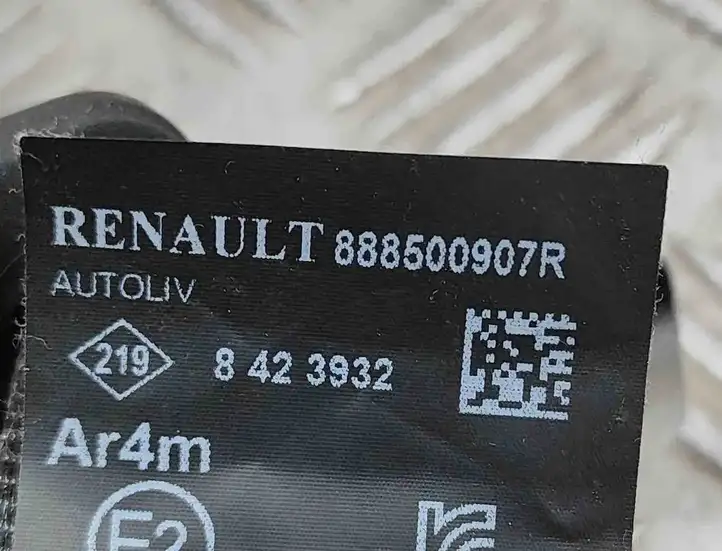 RENAULT 888500907R
AUTOLIV
219 8 42 3932
Ar4m
E2